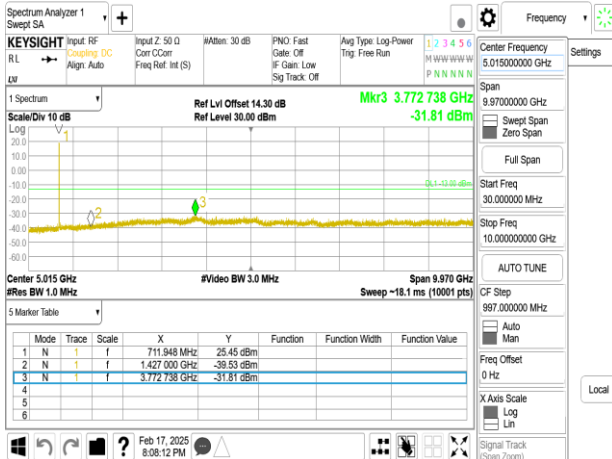 Spectrum Analyzer 1
Swept SA
Frequency
KEYSIGHT Input: RF Input Z: 50 Ω #Atten: 30 dB PNO: Fast Avg Type: Log-Power 1 2 3 4 5 6
RL Coupling: DC Corr CCorr Gate: Off Trig: Free Run M W W W W W
Align: Auto Freq Ref: Int (S) IF Gain: Low P N N N N N
Sig Track: Off
LXI
1 Spectrum
Ref Lvl Offset 14.30 dB Mkr3 3.772 738 GHz
Scale/Div 10 dB Ref Level 30.00 dBm -31.81 dBm
Log
1
20.0
10.0
0.00
-10.0
DL1 -13.00 dBm
-20.0
-30.0
2
3
-40.0
-50.0
-60.0
Center 5.015 GHz #Video BW 3.0 MHz Span 9.970 GHz
#Res BW 1.0 MHz Sweep ~18.1 ms (10001 pts)
5 Marker Table
Mode Trace Scale X Y Function Function Width Function Value
1 N 1 f 711.948 MHz 25.45 dBm
2 N 1 f 1.427 000 GHz -39.53 dBm
3 N 1 f 3.772 738 GHz -31.81 dBm
4
5
6
Feb 17, 2025
8:08:12 PM
Center Frequency
5.015000000 GHz
Settings
Span
9.97000000 GHz
Swept Span
Zero Span
Full Span
Start Freq
30.000000 MHz
Stop Freq
10.000000000 GHz
AUTO TUNE
CF Step
997.000000 MHz
Auto
Man
Freq Offset
0 Hz
Local
X Axis Scale
Log
Lin
Signal Track
(Span Zoom)